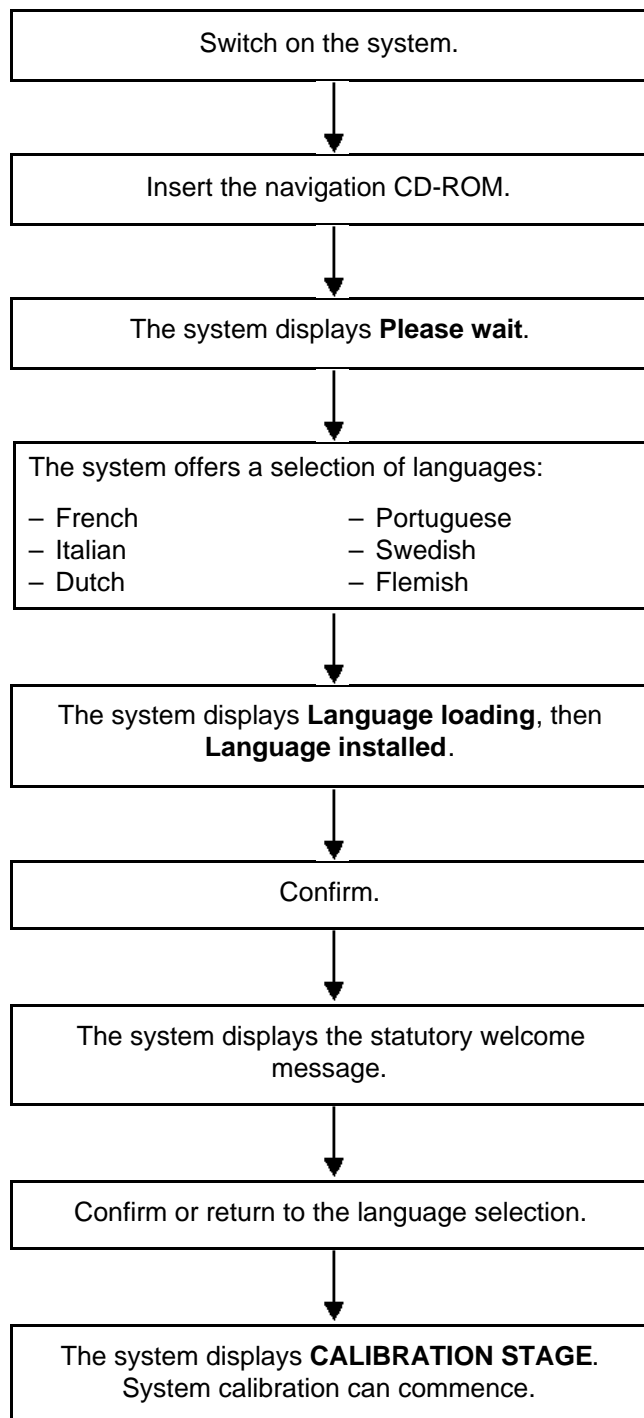 Switch on the system.
Insert the navigation CD-ROM.
The system displays Please wait.
The system offers a selection of languages:
– French
– Italian
– Dutch
– Portuguese
– Swedish
– Flemish
The system displays Language loading, then
Language installed.
Confirm.
The system displays the statutory welcome
message.
Confirm or return to the language selection.
The system displays CALIBRATION STAGE.
System calibration can commence.